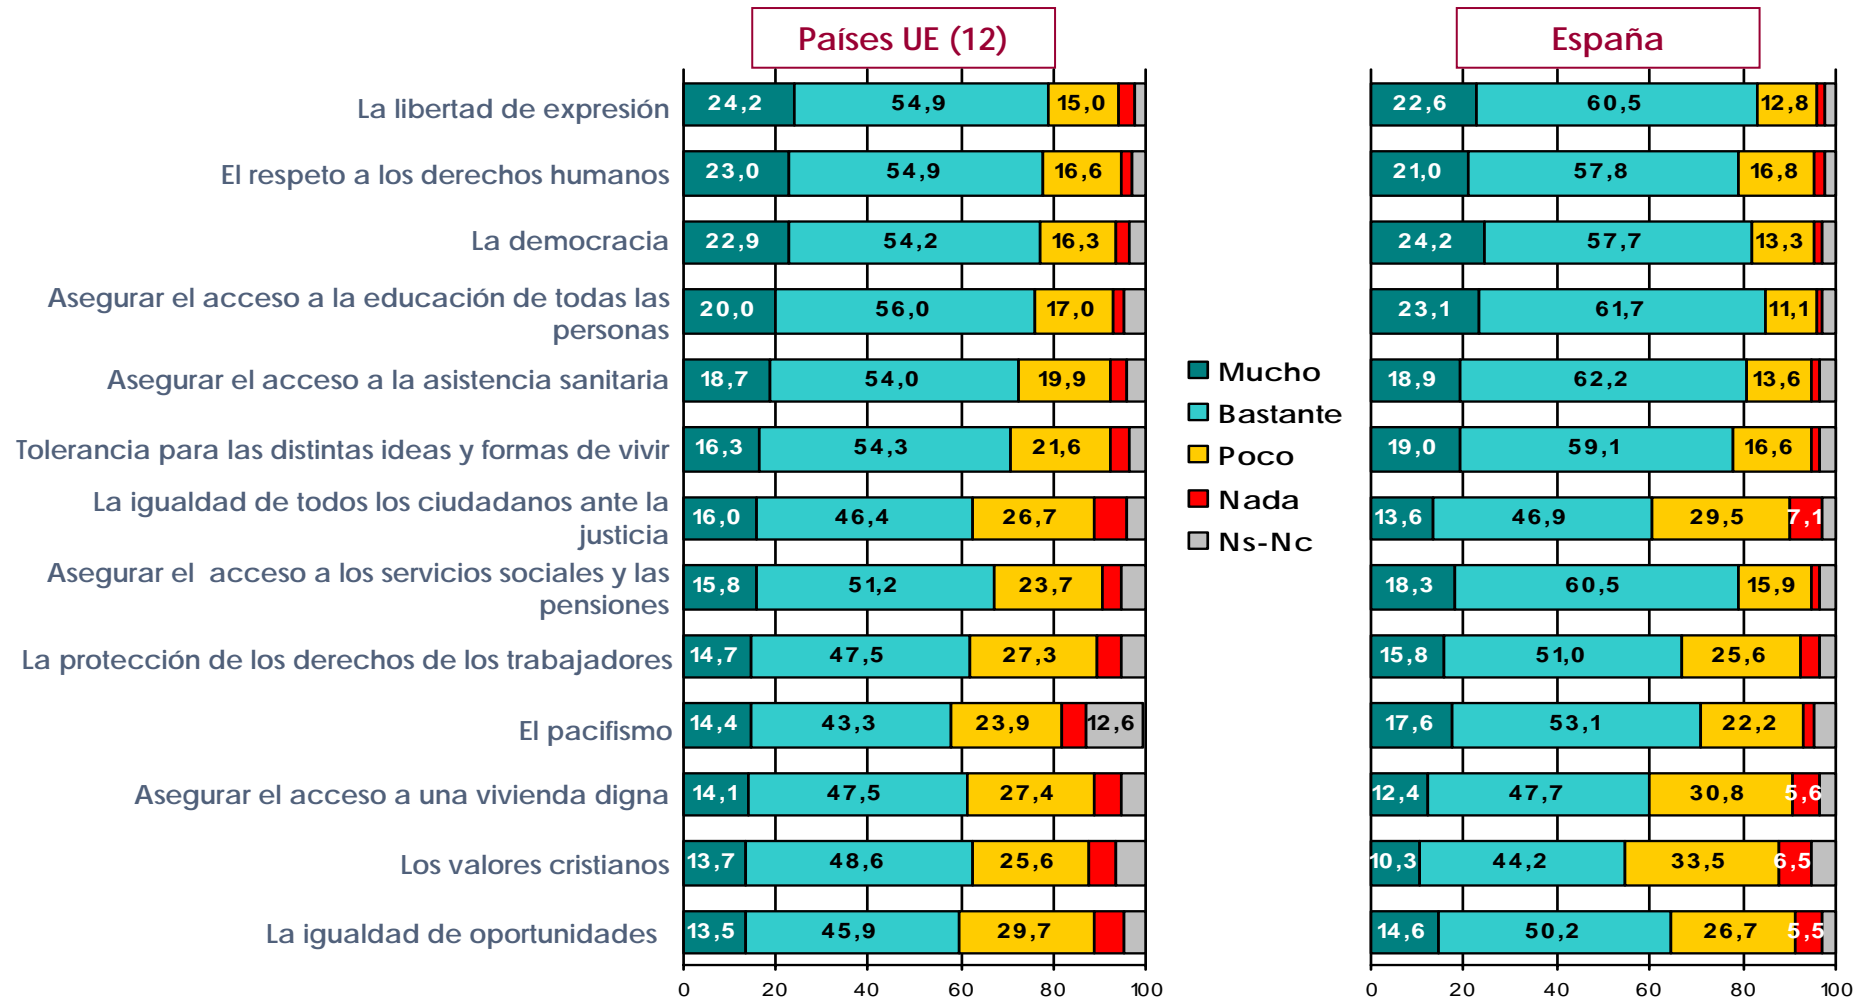 Países UE (12)
España
La libertad de expresión
24,2 54,9 15,0
22,6 60,5 12,8
El respeto a los derechos humanos
23,0 54,9 16,6
21,0 57,8 16,8
La democracia
22,9 54,2 16,3
24,2 57,7 13,3
Asegurar el acceso a la educación de todas las
personas
20,0 56,0 17,0
23,1 61,7 11,1
Asegurar el acceso a la asistencia sanitaria
18,7 54,0 19,9
18,9 62,2 13,6
Tolerancia para las distintas ideas y formas de vivir
16,3 54,3 21,6
19,0 59,1 16,6
La igualdad de todos los ciudadanos ante la
justicia
16,0 46,4 26,7
13,6 46,9 29,5 7,1
Asegurar el acceso a los servicios sociales y las
pensiones
15,8 51,2 23,7
18,3 60,5 15,9
La protección de los derechos de los trabajadores
14,7 47,5 27,3
15,8 51,0 25,6
El pacifismo
14,4 43,3 23,9 12,6
17,6 53,1 22,2
Asegurar el acceso a una vivienda digna
14,1 47,5 27,4
12,4 47,7 30,8 5,6
Los valores cristianos
13,7 48,6 25,6
10,3 44,2 33,5 6,5
La igualdad de oportunidades
13,5 45,9 29,7
14,6 50,2 26,7 5,5
0 20 40 60 80 100
0 20 40 60 80 100
Mucho
Bastante
Poco
Nada
Ns-Nc